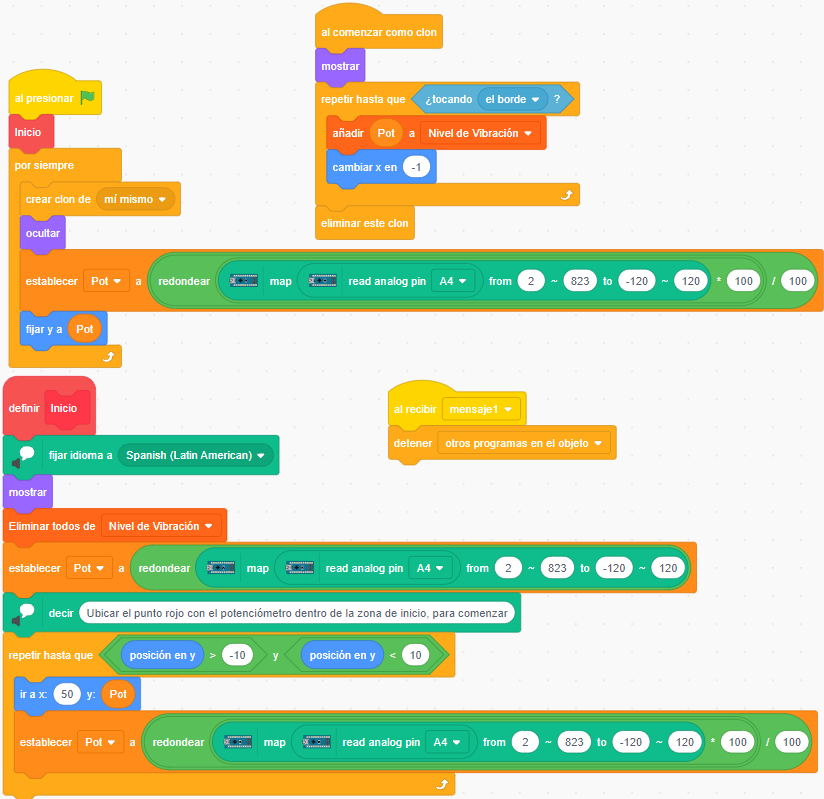 al comenzar como clon
mostrar
repetir hasta que ¿tocando el borde ?
añadir Pot a Nivel de Vibración
cambiar x en -1
eliminar este clon
al presionar
Inicio
por siempre
crear clon de mí mismo
ocultar
establecer Pot a redondear map read analog pin A4 from 2 ~ 823 to -120 ~ 120 * 100 / 100
fijar y a Pot
definir Inicio
fijar idioma a Spanish (Latin American)
mostrar
Eliminar todos de Nivel de Vibración
establecer Pot a redondear map read analog pin A4 from 2 ~ 823 to -120 ~ 120
decir Ubicar el punto rojo con el potenciómetro dentro de la zona de inicio, para comenzar
repetir hasta que posición en y > -10 y posición en y < 10
ir a x: 50 y: Pot
establecer Pot a redondear map read analog pin A4 from 2 ~ 823 to -120 ~ 120 * 100 / 100
al recibir mensaje1
detener otros programas en el objeto